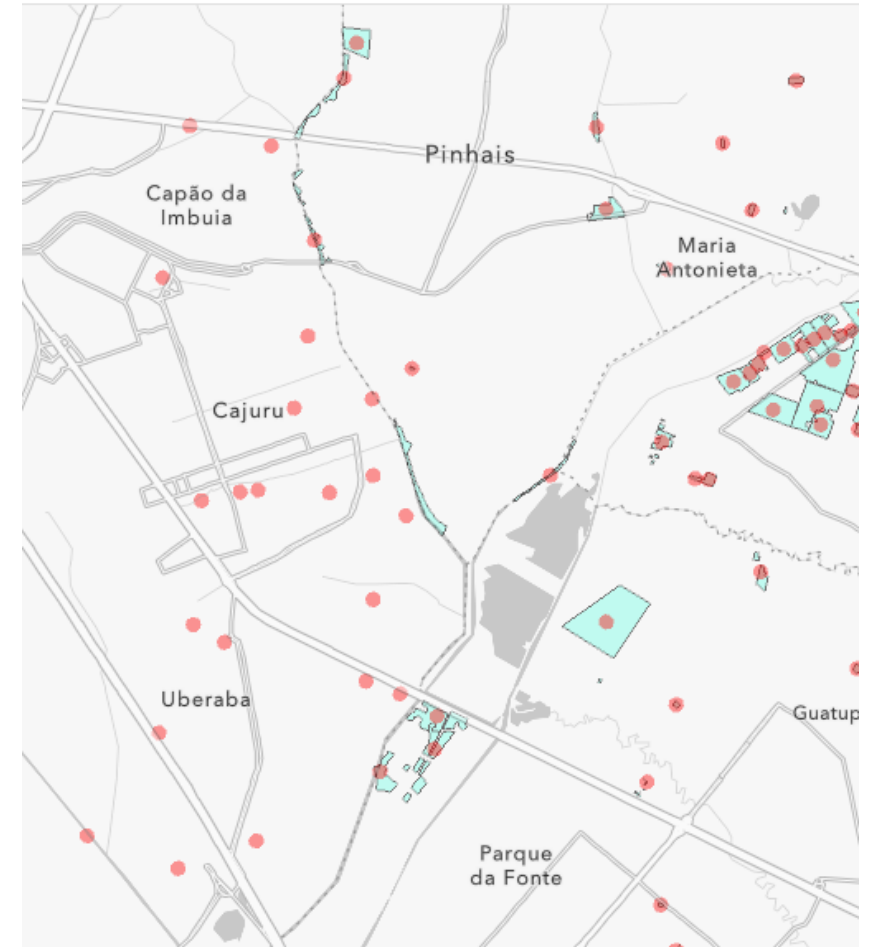 Pinhais
Capão da
Imbuia
Maria
Antonieta
Cajuru
Uberaba
Guatup
Parque
da Fonte